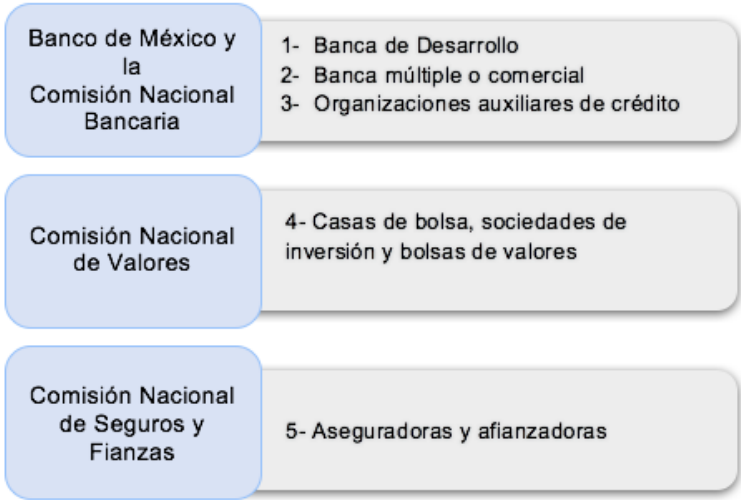 Banco de México y
la
Comisión Nacional
Bancaria
1- Banca de Desarrollo
2- Banca múltiple o comercial
3- Organizaciones auxiliares de crédito
Comisión Nacional
de Valores
4- Casas de bolsa, sociedades de
inversión y bolsas de valores
Comisión Nacional
de Seguros y
Fianzas
5- Aseguradoras y afianzadoras